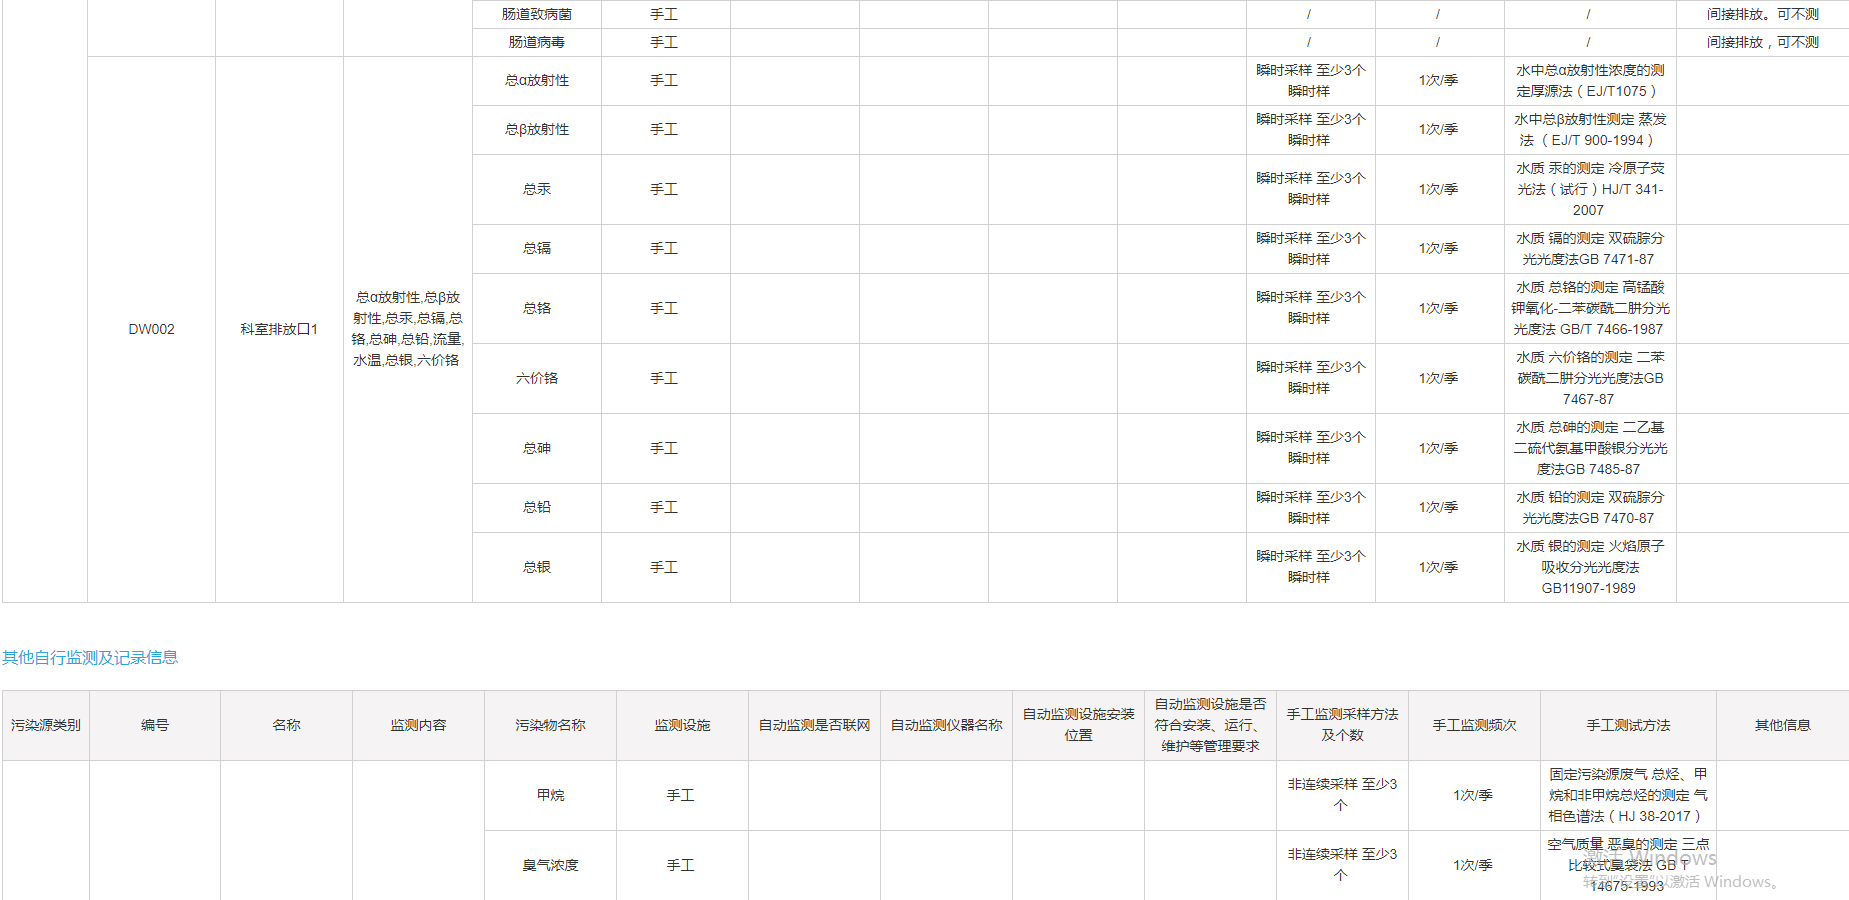 肠道致病菌 手工 / / / 间接排放。可不测
肠道病毒 手工 / / / 间接排放，可不测
DW002 科室排放口1
总α放射性,总β放
射性,总汞,总镉,总
铬,总砷,总铅,流量,
水温,总银,六价铬
总α放射性 手工
瞬时采样 至少3个
瞬时样
1次/季
水中总α放射性浓度的测
定厚源法（EJ/T1075）
总β放射性 手工
瞬时采样 至少3个
瞬时样
1次/季
水中总β放射性测定 蒸发
法 （EJ/T 900-1994）
总汞 手工
瞬时采样 至少3个
瞬时样
1次/季
水质 汞的测定 冷原子荧
光法（试行）HJ/T 341-
2007
总镉 手工
瞬时采样 至少3个
瞬时样
1次/季
水质 镉的测定 双硫腙分
光光度法GB 7471-87
总铬 手工
瞬时采样 至少3个
瞬时样
1次/季
水质 总铬的测定 高锰酸
钾氧化-二苯碳酰二肼分光
光度法 GB/T 7466-1987
六价铬 手工
瞬时采样 至少3个
瞬时样
1次/季
水质 六价铬的测定 二苯
碳酰二肼分光光度法GB
7467-87
总砷 手工
瞬时采样 至少3个
瞬时样
1次/季
水质 总砷的测定 二乙基
二硫代氨基甲酸银分光光
度法GB 7485-87
总铅 手工
瞬时采样 至少3个
瞬时样
1次/季
水质 铅的测定 双硫腙分
光光度法GB 7470-87
总银 手工
瞬时采样 至少3个
瞬时样
1次/季
水质 银的测定 火焰原子
吸收分光光度法
GB11907-1989
其他自行监测及记录信息
污染源类别 编号 名称 监测内容 污染物名称 监测设施 自动监测是否联网 自动监测仪器名称
自动监测设施安装
位置
自动监测设施是否
符合安装、运行、
维护等管理要求
手工监测采样方法
及个数
手工监测频次 手工测试方法 其他信息
甲烷 手工
非连续采样 至少3
个
1次/季
固定污染源废气 总烃、甲
烷和非甲烷总烃的测定 气
相色谱法（HJ 38-2017）
臭气浓度 手工
非连续采样 至少3
个
1次/季
空气质量 恶臭的测定 三点
比较式臭袋法 GB T
14675-1993
激活 Windows
转到"设置"以激活 Windows。